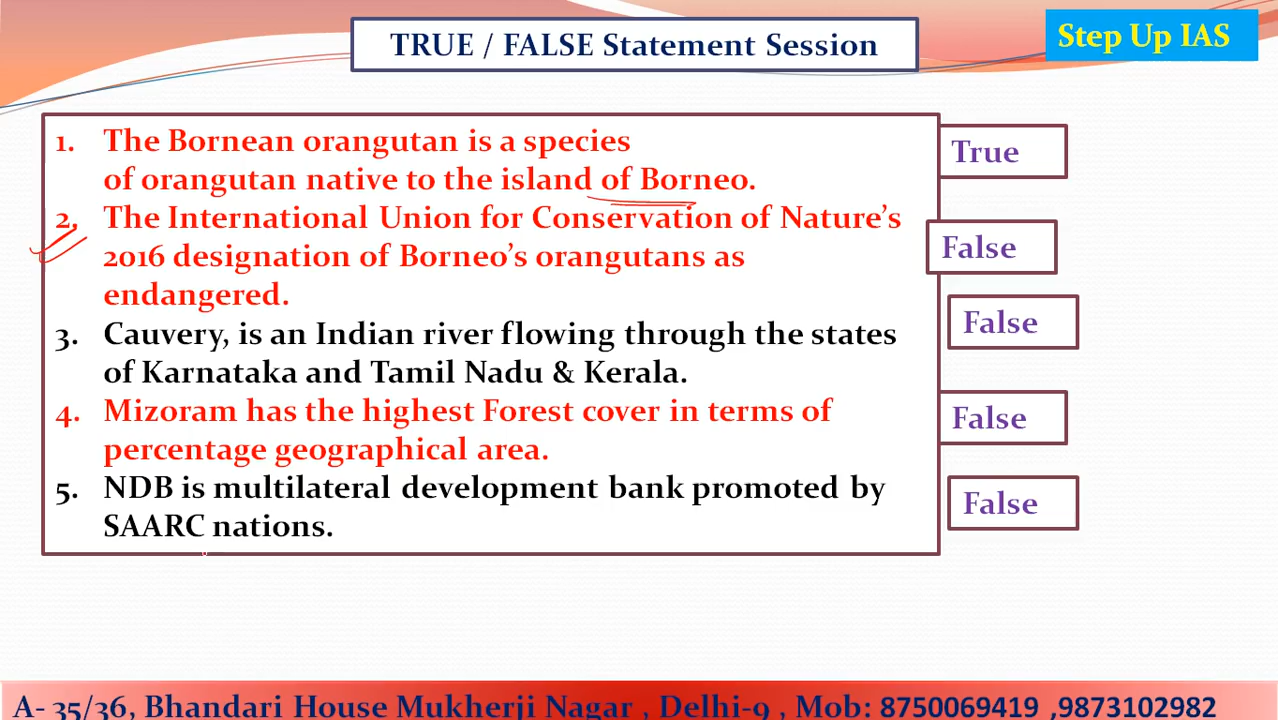 TRUE / FALSE Statement Session
Step Up IAS
1. The Bornean orangutan is a species
of orangutan native to the island of Borneo.
True
2. The International Union for Conservation of Nature's
2016 designation of Borneo's orangutans as
endangered.
False
3. Cauvery, is an Indian river flowing through the states
of Karnataka and Tamil Nadu & Kerala.
False
4. Mizoram has the highest Forest cover in terms of
percentage geographical area.
False
5. NDB is multilateral development bank promoted by
SAARC nations.
False
A- 35/36, Bhandari House Mukherji Nagar , Delhi-9 , Mob: 8750069419 ,9873102982